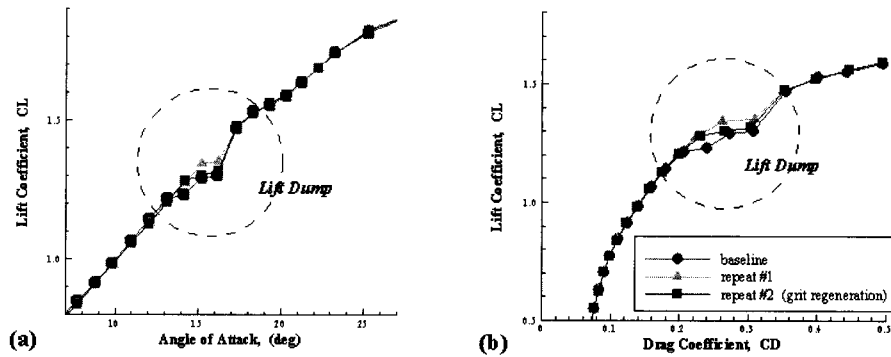 1.5
1.0
Lift Coefficient, CL
Lift Dump
10
15
20
25
Angle of Attack, (deg)
(a)
1.5
1.0
0.5
Lift Coefficient, CL
Lift Dump
baseline
repeat #1
repeat #2 (grit regeneration)
0
0.1
0.2
0.3
0.4
0.5
Drag Coefficient, CD
(b)